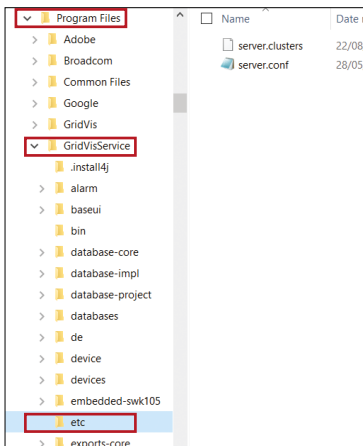 Program Files
Adobe
Broadcom
Common Files
Google
GridVis
GridVisService
.install4j
alarm
baseui
bin
database-core
database-impl
database-project
databases
de
device
devices
embedded-swk105
etc
exports-core
Name Date
server.clusters 22/08
server.conf 28/05